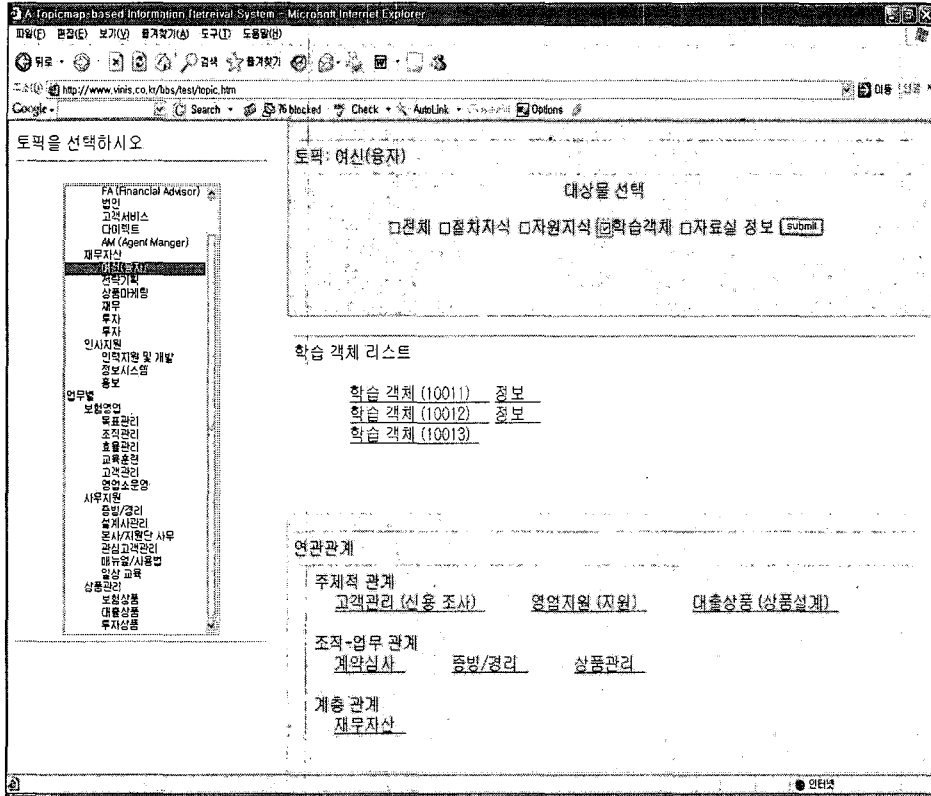 A Topicmap-based Information Retreival System - Microsoft Internet Explorer
파일(F) 편집(E) 보기(V) 즐겨찾기(A) 도구(T) 도움말(H)
뒤로 검색 즐겨찾기
http://www.vinis.co.kr/bbs/test/topic.htm 이동
Google Search 76 blocked Check AutoLink Options
토픽을 선택하시오
FA (Financial Advisor)
법인
고객서비스
다이렉트
AM (Agent Manger)
재무자산
여신(융자)
전략기획
상품마케팅
재무
투자
투자
인사지원
인력지원 및 개발
정보시스템
홍보
업무별
보험영업
목표관리
조직관리
효율관리
교육훈련
고객관리
영업소운영
사무지원
증빙/경리
설계사관리
본사/지원단 사무
관심고객관리
매뉴얼/사용법
일상 교육
상품관리
보험상품
대출상품
투자상품
토픽: 여신(융자)
대상물 선택
전체 절차지식 자원지식 학습객체 자료실 정보 submit
학습 객체 리스트
학습 객체 (10011) 정보
학습 객체 (10012) 정보
학습 객체 (10013)
연관관계
주제적 관계
고객관리 (신용 조사) 영업지원 (지원) 대출상품 (상품설계)
조직-업무 관계
계약심사 증빙/경리 상품관리
계층 관계
재무자산
인터넷